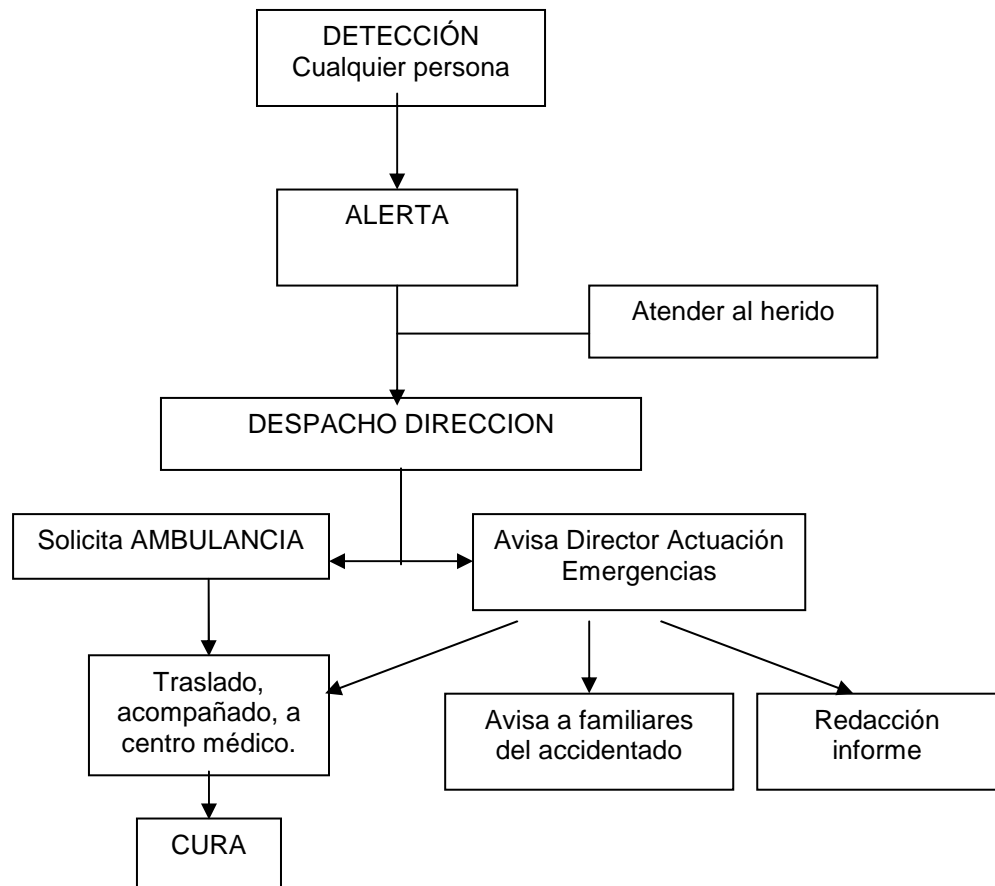 DETECCIÓN
Cualquier persona
ALERTA
Atender al herido
DESPACHO DIRECCION
Solicita AMBULANCIA
Avisa Director Actuación
Emergencias
Traslado,
acompañado, a
centro médico.
Avisa a familiares
del accidentado
Redacción
informe
CURA